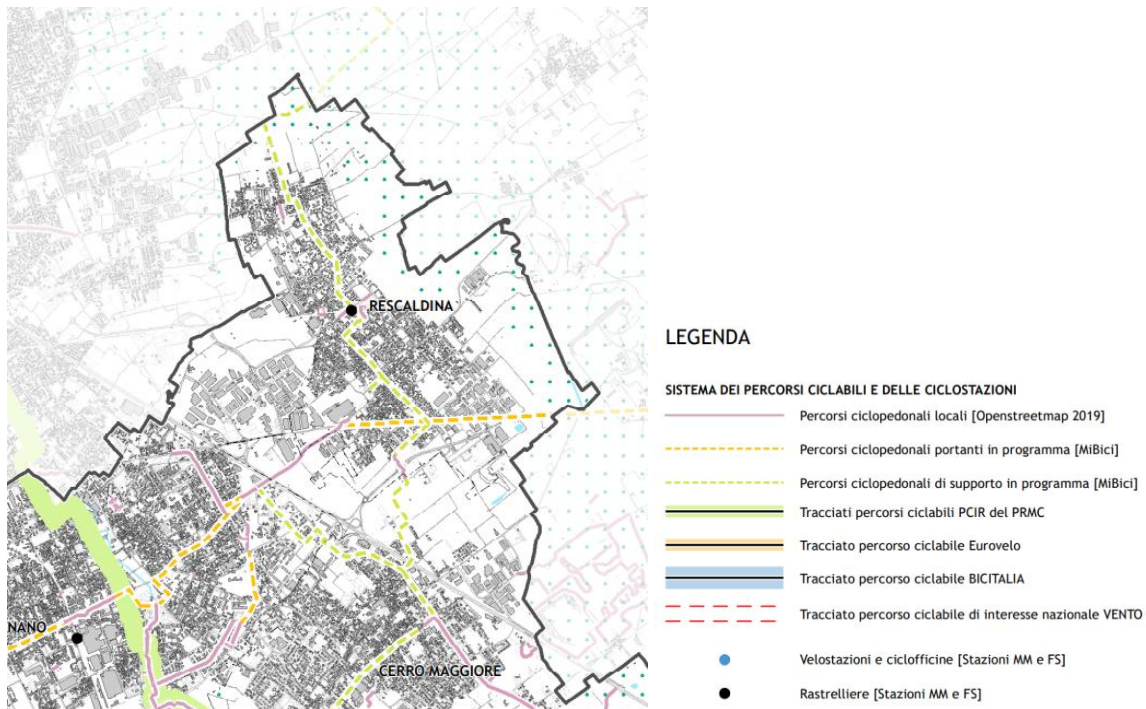 RESCALDINA
NANO
CERRO MAGGIORE
LEGENDA
SISTEMA DEI PERCORSI CICLABILI E DELLE CICLOSTAZIONI
Percorsi ciclopedonali locali [Openstreetmap 2019]
Percorsi ciclopedonali portanti in programma [MiBici]
Percorsi ciclopedonali di supporto in programma [MiBici]
Tracciati percorsi ciclabili PCIR del PRMC
Tracciato percorso ciclabile Eurovelo
Tracciato percorso ciclabile BICITALIA
Tracciato percorso ciclabile di interesse nazionale VENTO
Velostazioni e ciclofficine [Stazioni MM e FS]
Rastrelliere [Stazioni MM e FS]